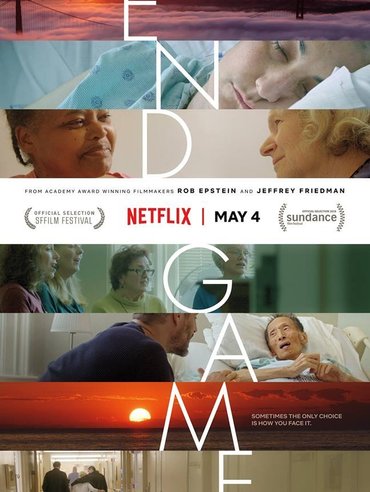 END
FROM ACADEMY AWARD WINNING FILMMAKERS ROB EPSTEIN AND JEFFREY FRIEDMAN
OFFICIAL SELECTION
SFFILM FESTIVAL
NETFLIX | MAY 4
sundance
GAME
SOMETIMES THE ONLY CHOICE
IS HOW YOU FACE IT.